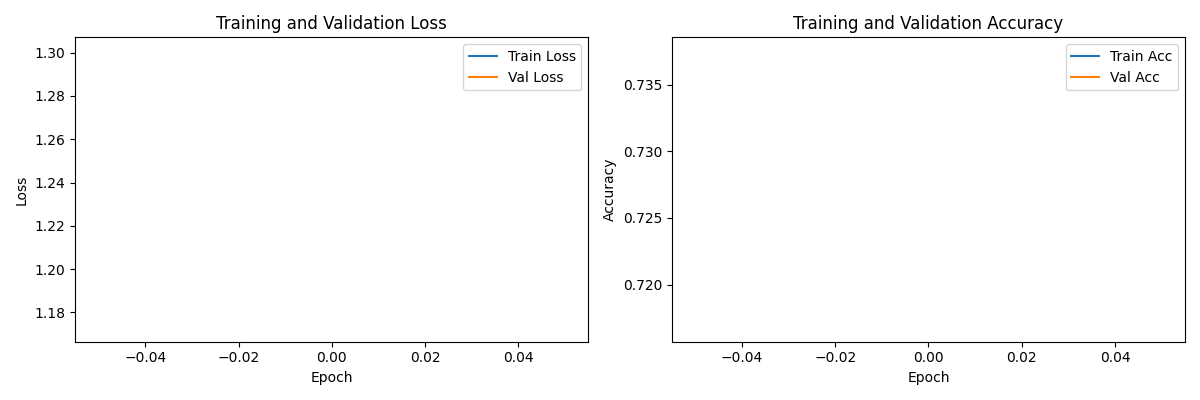 Training and Validation Loss
Loss
1.30
1.28
1.26
1.24
1.22
1.20
1.18
Train Loss
Val Loss
−0.04 −0.02 0.00 0.02 0.04
Epoch
Training and Validation Accuracy
Accuracy
0.735
0.730
0.725
0.720
Train Acc
Val Acc
−0.04 −0.02 0.00 0.02 0.04
Epoch